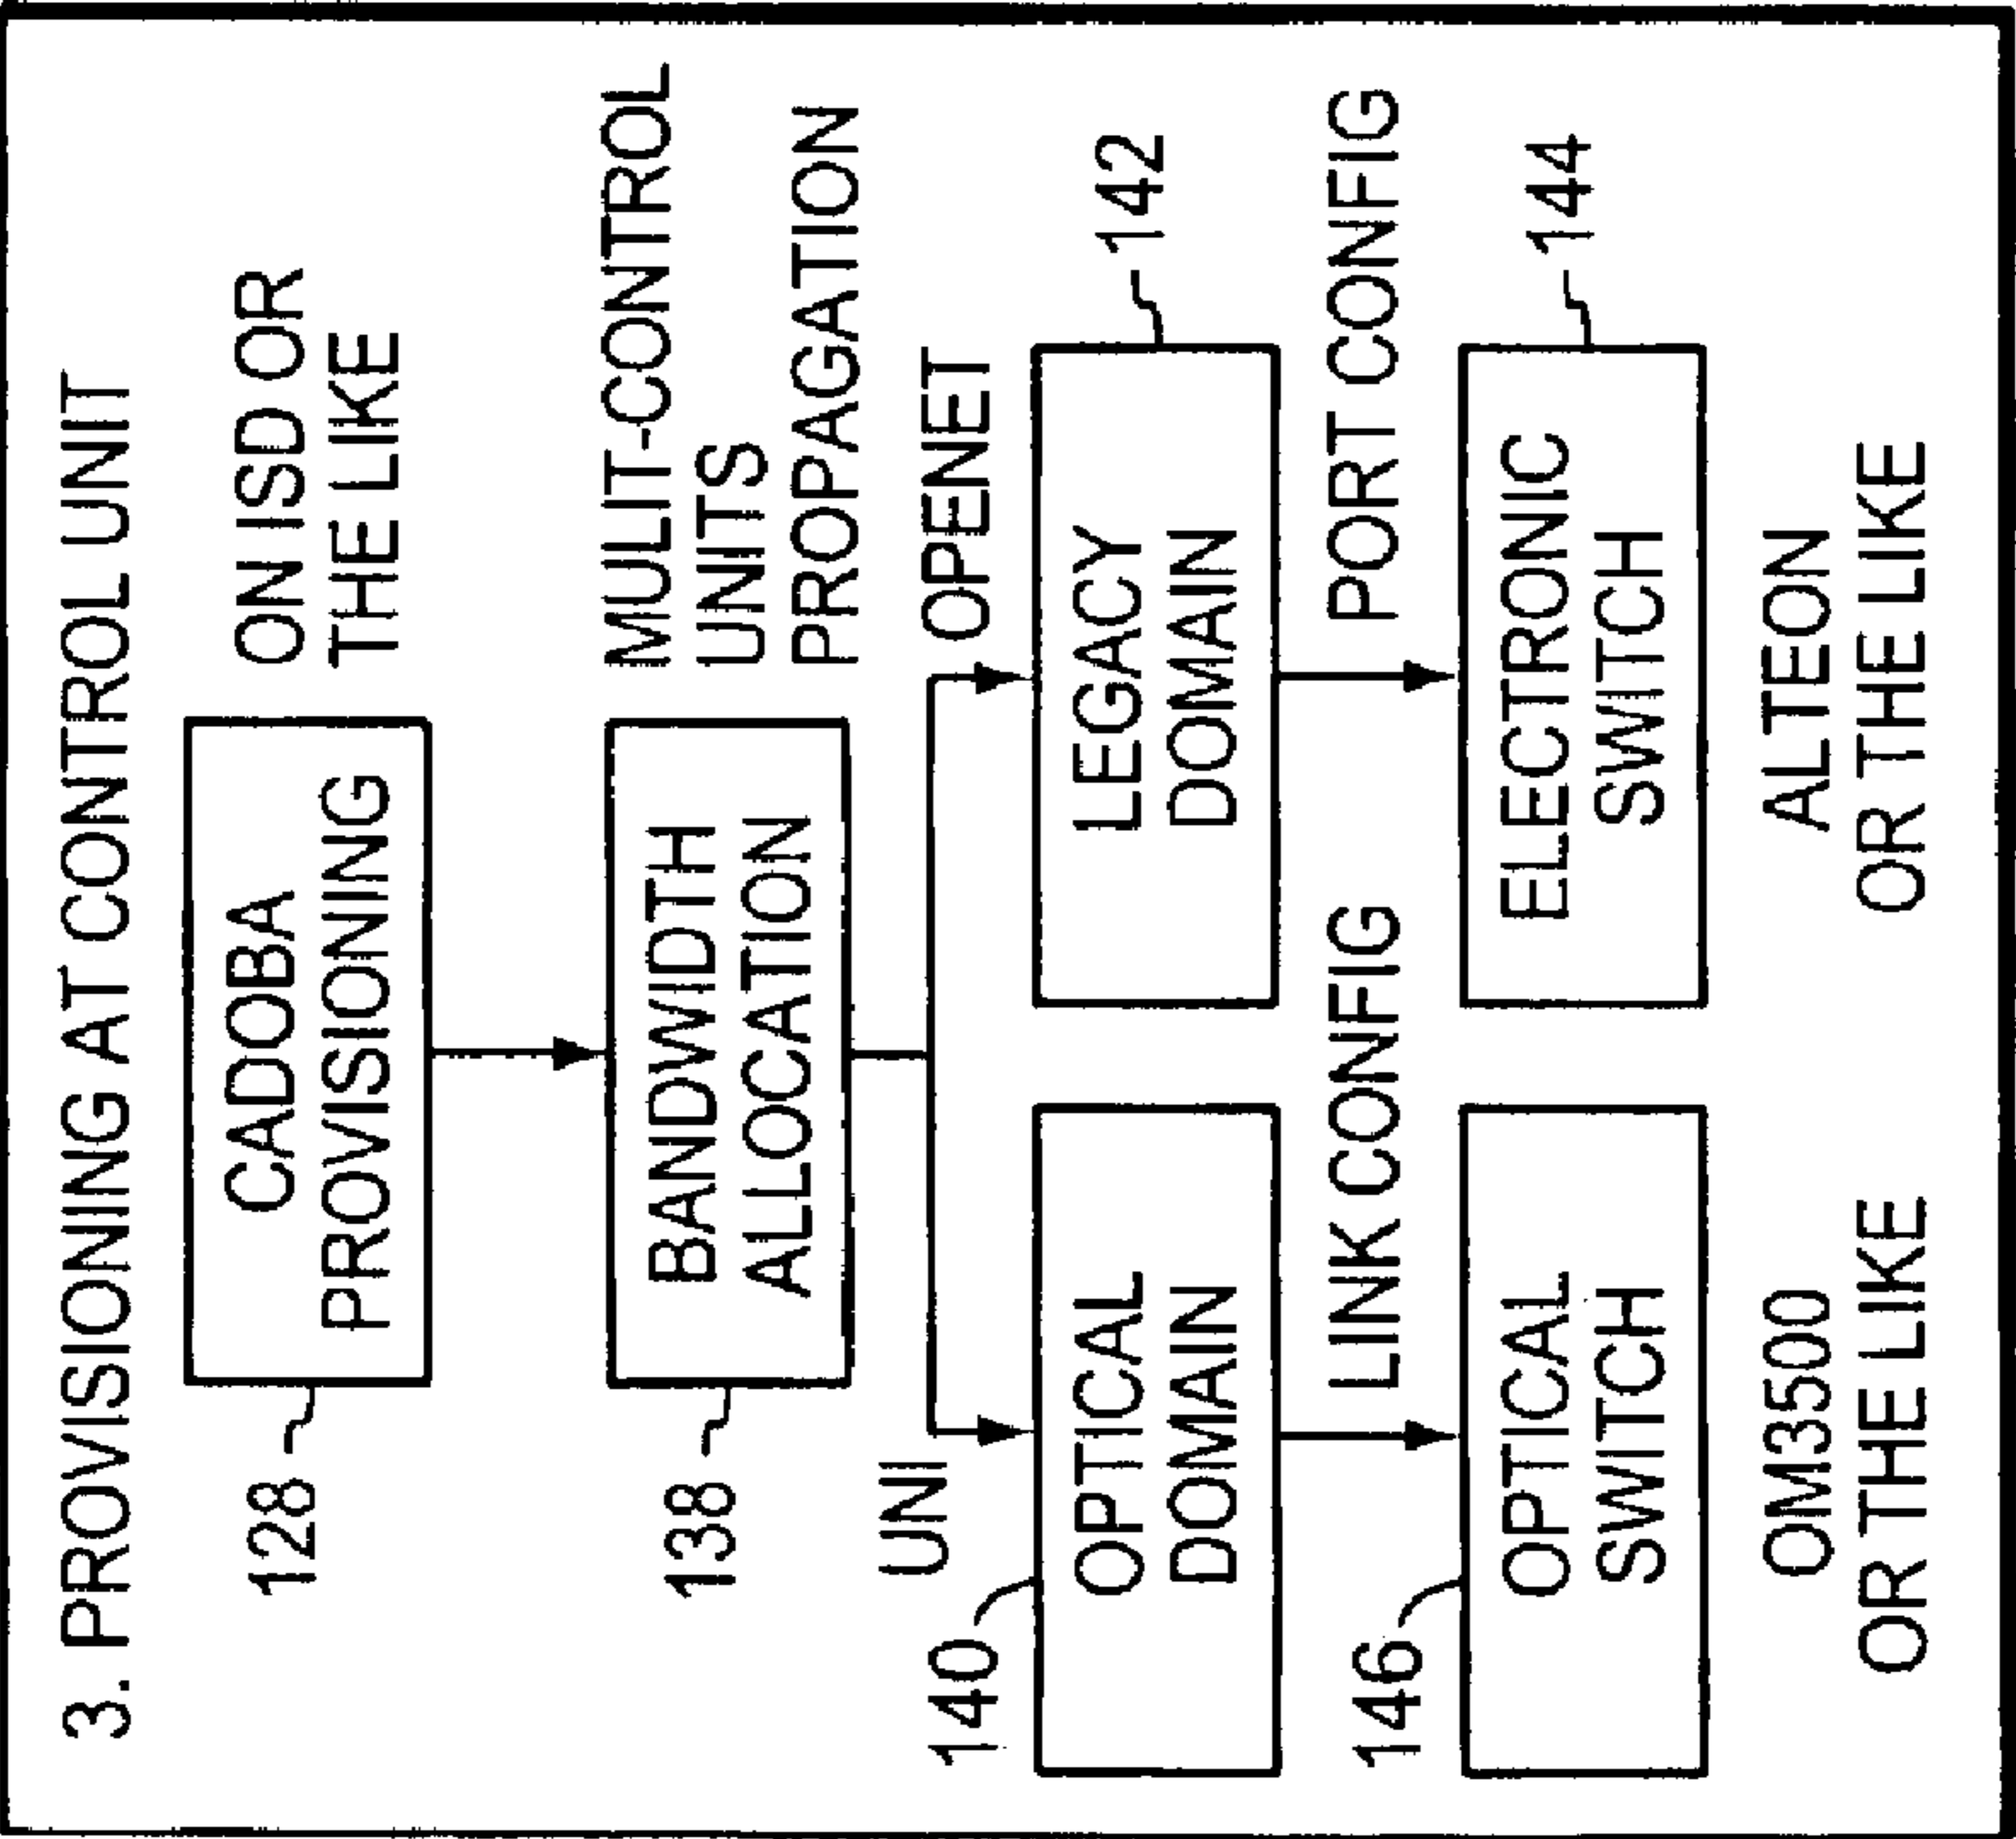 3. PROVISIONING AT CONTROL UNIT
128
CADOBA
PROVISIONING
ON ISD OR
THE LIKE
138
BANDWIDTH
ALLOCATION
MULIT-CONTROL
UNITS
PROPAGATION
UNI
OPENET
140
OPTICAL
DOMAIN
LEGACY
DOMAIN
142
LINK CONFIG
PORT CONFIG
146
OPTICAL
SWITCH
ELECTRONIC
SWITCH
144
OM3500
OR THE LIKE
ALTEON
OR THE LIKE